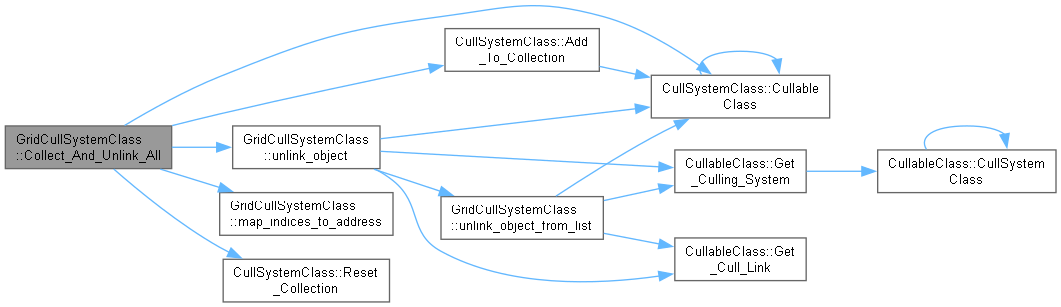 GridCullSystemClass
::Collect_And_Unlink_All
CullSystemClass::Add
_To_Collection
CullSystemClass::Cullable
Class
GridCullSystemClass
::unlink_object
CullableClass::Get
_Culling_System
CullableClass::CullSystem
Class
GridCullSystemClass
::map_indices_to_address
GridCullSystemClass
::unlink_object_from_list
CullableClass::Get
_Cull_Link
CullSystemClass::Reset
_Collection